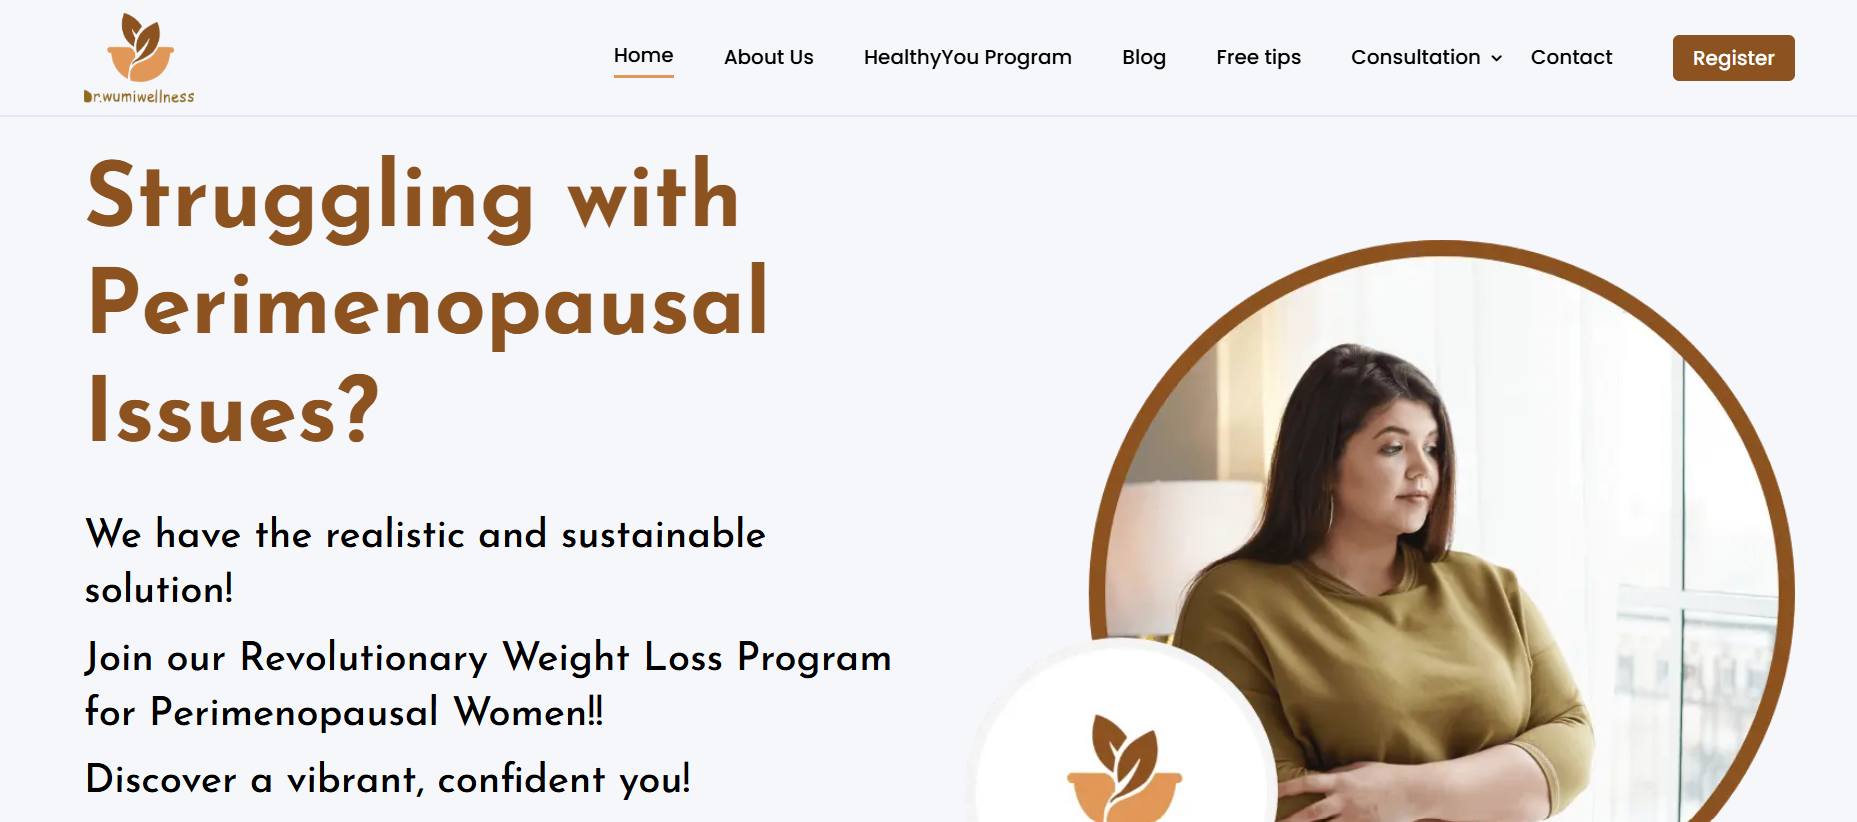 Dr.wumiwellness
Home About Us HealthyYou Program Blog Free tips Consultation Contact Register
Struggling with
Perimenopausal
Issues?
We have the realistic and sustainable
solution!
Join our Revolutionary Weight Loss Program
for Perimenopausal Women!!
Discover a vibrant, confident you!